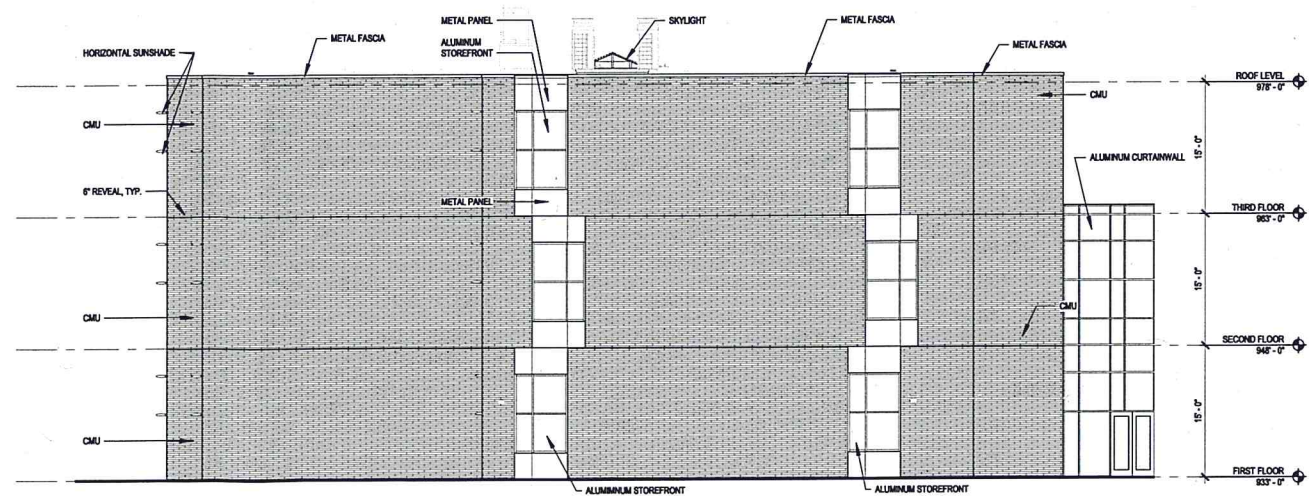 METAL PANEL
SKYLIGHT
METAL FASCIA
HORIZONTAL SUNSHADE
METAL FASCIA
ALUMINUM
STOREFRONT
METAL FASCIA
ROOF LEVEL
978' - 0"
CMU
CMU
15' - 0"
ALUMINUM CURTAINWALL
6" REVEAL, TYP.
METAL PANEL
THIRD FLOOR
963' - 0"
15' - 0"
CMU
CMU
SECOND FLOOR
948' - 0"
15' - 0"
CMU
FIRST FLOOR
933' - 0"
ALUMIMNUM STOREFRONT
ALUMINUM STOREFRONT